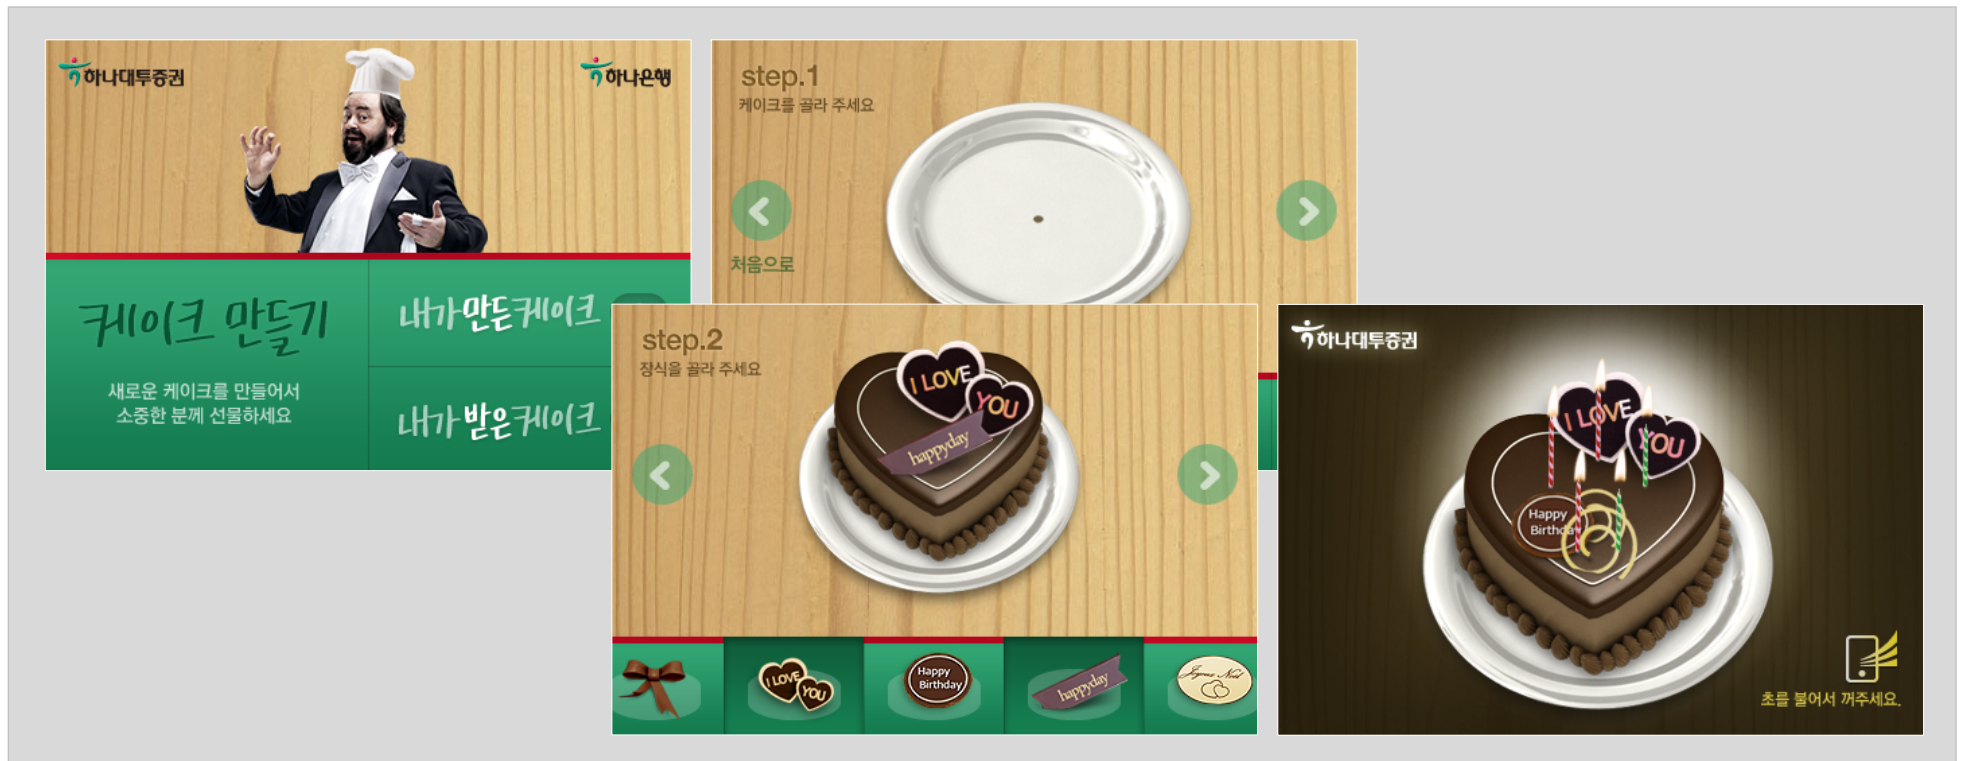 하나대투증권
하나은행
케이크 만들기
새로운 케이크를 만들어서
소중한 분께 선물하세요
내가만든케이크
내가받은케이크
step.1
케이크를 골라 주세요
처음으로
step.2
장식을 골라 주세요
I LOVE
YOU
happyday
I LOVE
YOU
Happy
Birthday
happyday
Joyeux Noël
하나대투증권
I LOVE
YOU
Happy
Birthday
초를 불어서 꺼주세요.